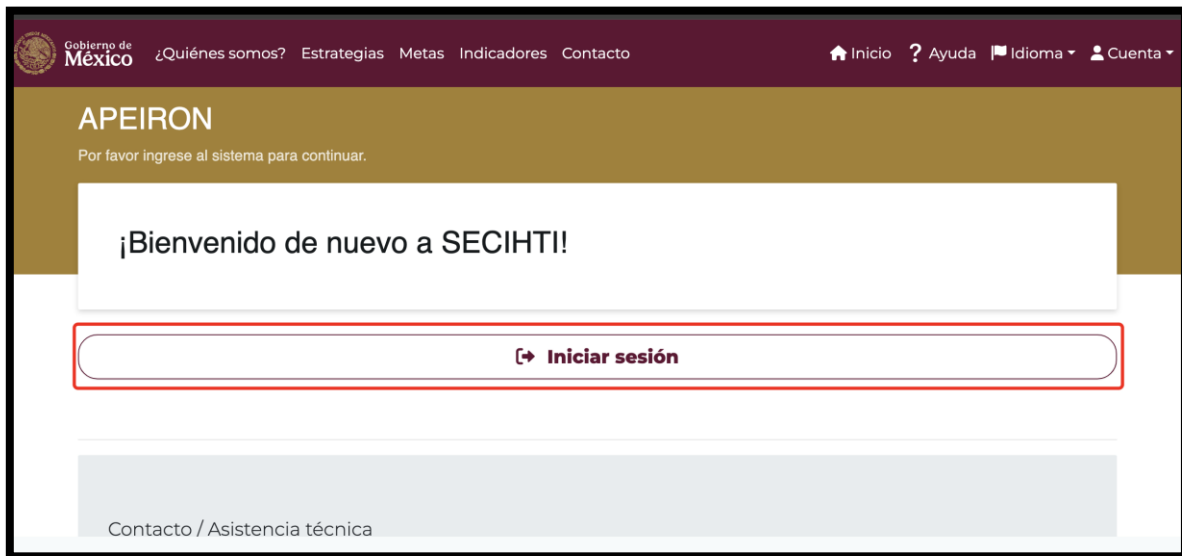 Gobierno de
México
¿Quiénes somos? Estrategias Metas Indicadores Contacto
Inicio ? Ayuda Idioma Cuenta
APEIRON
Por favor ingrese al sistema para continuar.
¡Bienvenido de nuevo a SECIHTI!
Iniciar sesión
Contacto / Asistencia técnica